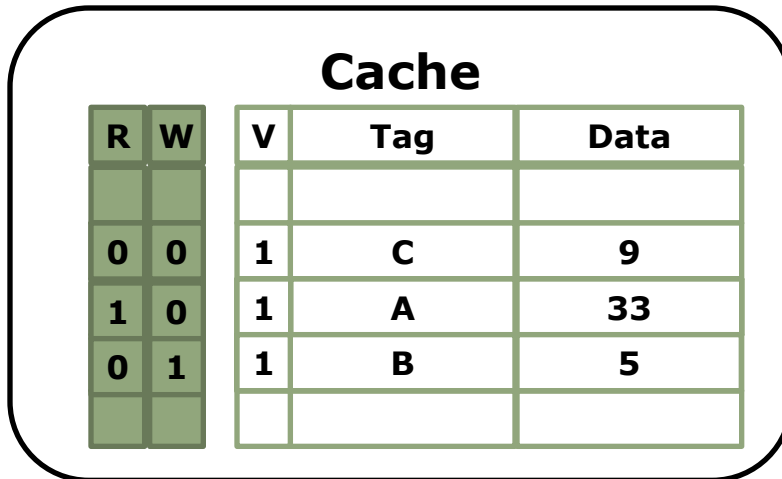 Cache
R W V Tag Data
0 0 1 C 9
1 0 1 A 33
0 1 1 B 5